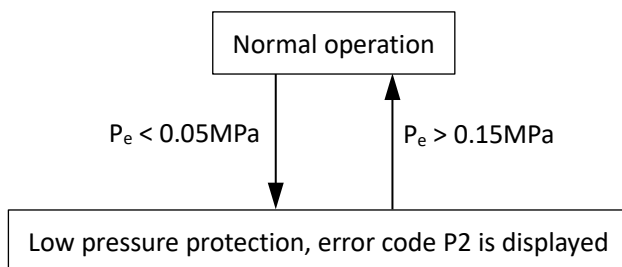 Normal operation
Pₑ < 0.05MPa
Pₑ > 0.15MPa
Low pressure protection, error code P2 is displayed